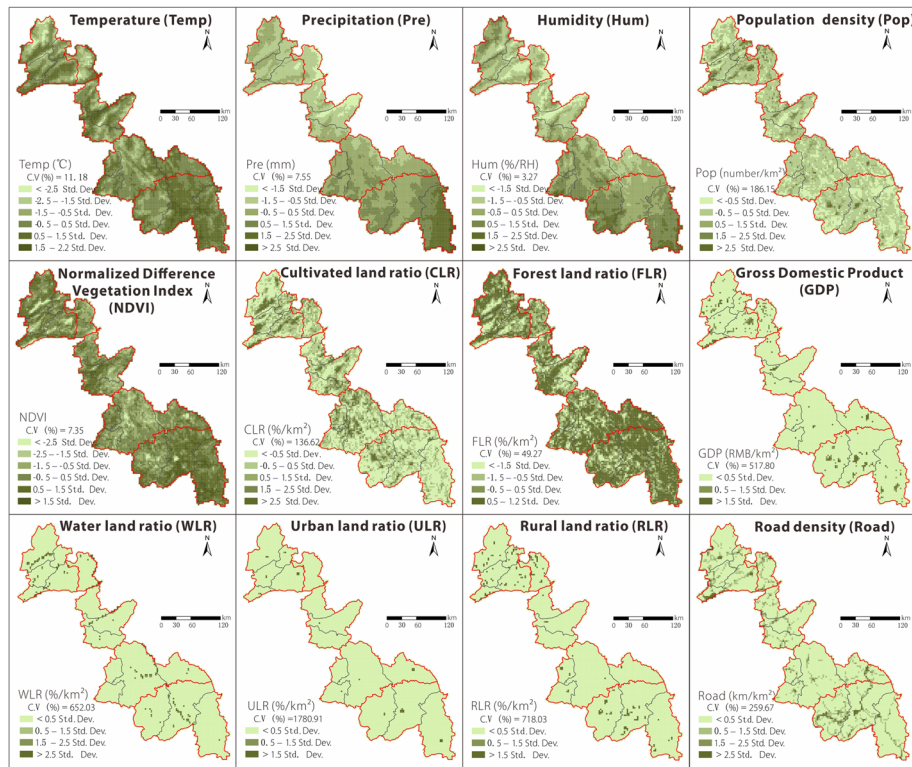 Temperature (Temp)
N
km
0 30 60 120
Temp (℃)
C.V (%) = 11. 18
< -2.5 Std. Dev.
-2. 5 – -1.5 Std. Dev.
-1.5 – -0.5 Std. Dev.
-0. 5 – 0.5 Std. Dev.
0.5 – 1.5 Std. Dev.
1.5 – 2.2 Std. Dev.
Precipitation (Pre)
N
km
0 30 60 120
Pre (mm)
C.V (%) = 7.55
< -1.5 Std. Dev.
-1. 5 – -0.5 Std. Dev.
-0. 5 – 0.5 Std. Dev.
0.5 – 1.5 Std. Dev.
1.5 – 2.5 Std. Dev.
> 2.5 Std. Dev.
Humidity (Hum)
N
km
0 30 60 120
Hum (%/RH)
C.V (%) = 3.27
< -1.5 Std. Dev.
-1. 5 – -0.5 Std. Dev.
-0.5 – 0.5 Std. Dev.
0.5 – 1.5 Std. Dev.
1.5 – 2.5 Std. Dev.
> 2.5 Std. Dev.
Population density (Pop)
N
km
0 30 60 120
Pop (number/km²)
C.V (%) = 186.15
< -0.5 Std. Dev.
-0. 5 – 0.5 Std. Dev.
0.5 – 1.5 Std. Dev.
1.5 – 2.5 Std. Dev.
> 2.5 Std. Dev.
Normalized Difference
Vegetation Index
(NDVI)
N
km
0 30 60 120
NDVI
C.V (%) = 7.35
< -2.5 Std. Dev.
-2.5 – -1.5 Std. Dev.
-1. 5 – -0.5 Std. Dev.
-0. 5 – 0.5 Std. Dev.
0.5 – 1.5 Std. Dev.
> 1.5 Std. Dev.
Cultivated land ratio (CLR)
N
km
0 30 60 120
CLR (%/km²)
C.V (%) = 136.62
< -0.5 Std. Dev.
-0. 5 – 0.5 Std. Dev.
0.5 – 1.5 Std. Dev.
1.5 – 2.5 Std. Dev.
> 2.5 Std. Dev.
Forest land ratio (FLR)
N
km
0 30 60 120
FLR (%/km²)
C.V (%) = 49.27
< -1.5 Std. Dev.
-1. 5 – -0.5 Std. Dev.
-0. 5 – 0.5 Std. Dev.
0.5 – 1.2 Std. Dev.
Gross Domestic Product
(GDP)
N
km
0 30 60 120
GDP (RMB/km²)
C.V (%) = 517.80
< 0.5 Std. Dev.
0. 5 – 1.5 Std. Dev.
> 1.5 Std. Dev.
Water land ratio (WLR)
N
km
0 30 60 120
WLR (%/km²)
C.V (%) = 652.03
< 0.5 Std. Dev.
0. 5 – 1.5 Std. Dev.
1.5 – 2.5 Std. Dev.
> 2.5 Std. Dev.
Urban land ratio (ULR)
N
km
0 30 60 120
ULR (%/km²)
C.V (%) =1780.91
< 0.5 Std. Dev.
0. 5 – 1.5 Std. Dev.
> 1.5 Std. Dev.
Rural land ratio (RLR)
N
km
0 30 60 120
RLR (%/km²)
C.V (%) = 718.03
< 0.5 Std. Dev.
0.5 – 1.5 Std. Dev.
> 1.5 Std. Dev.
Road density (Road)
N
km
0 30 60 120
Road (km/km²)
C.V (%) = 259.67
< 0.5 Std. Dev.
0.5 – 1.5 Std. Dev.
1.5 – 2.5 Std. Dev.
> 2.5 Std. Dev.